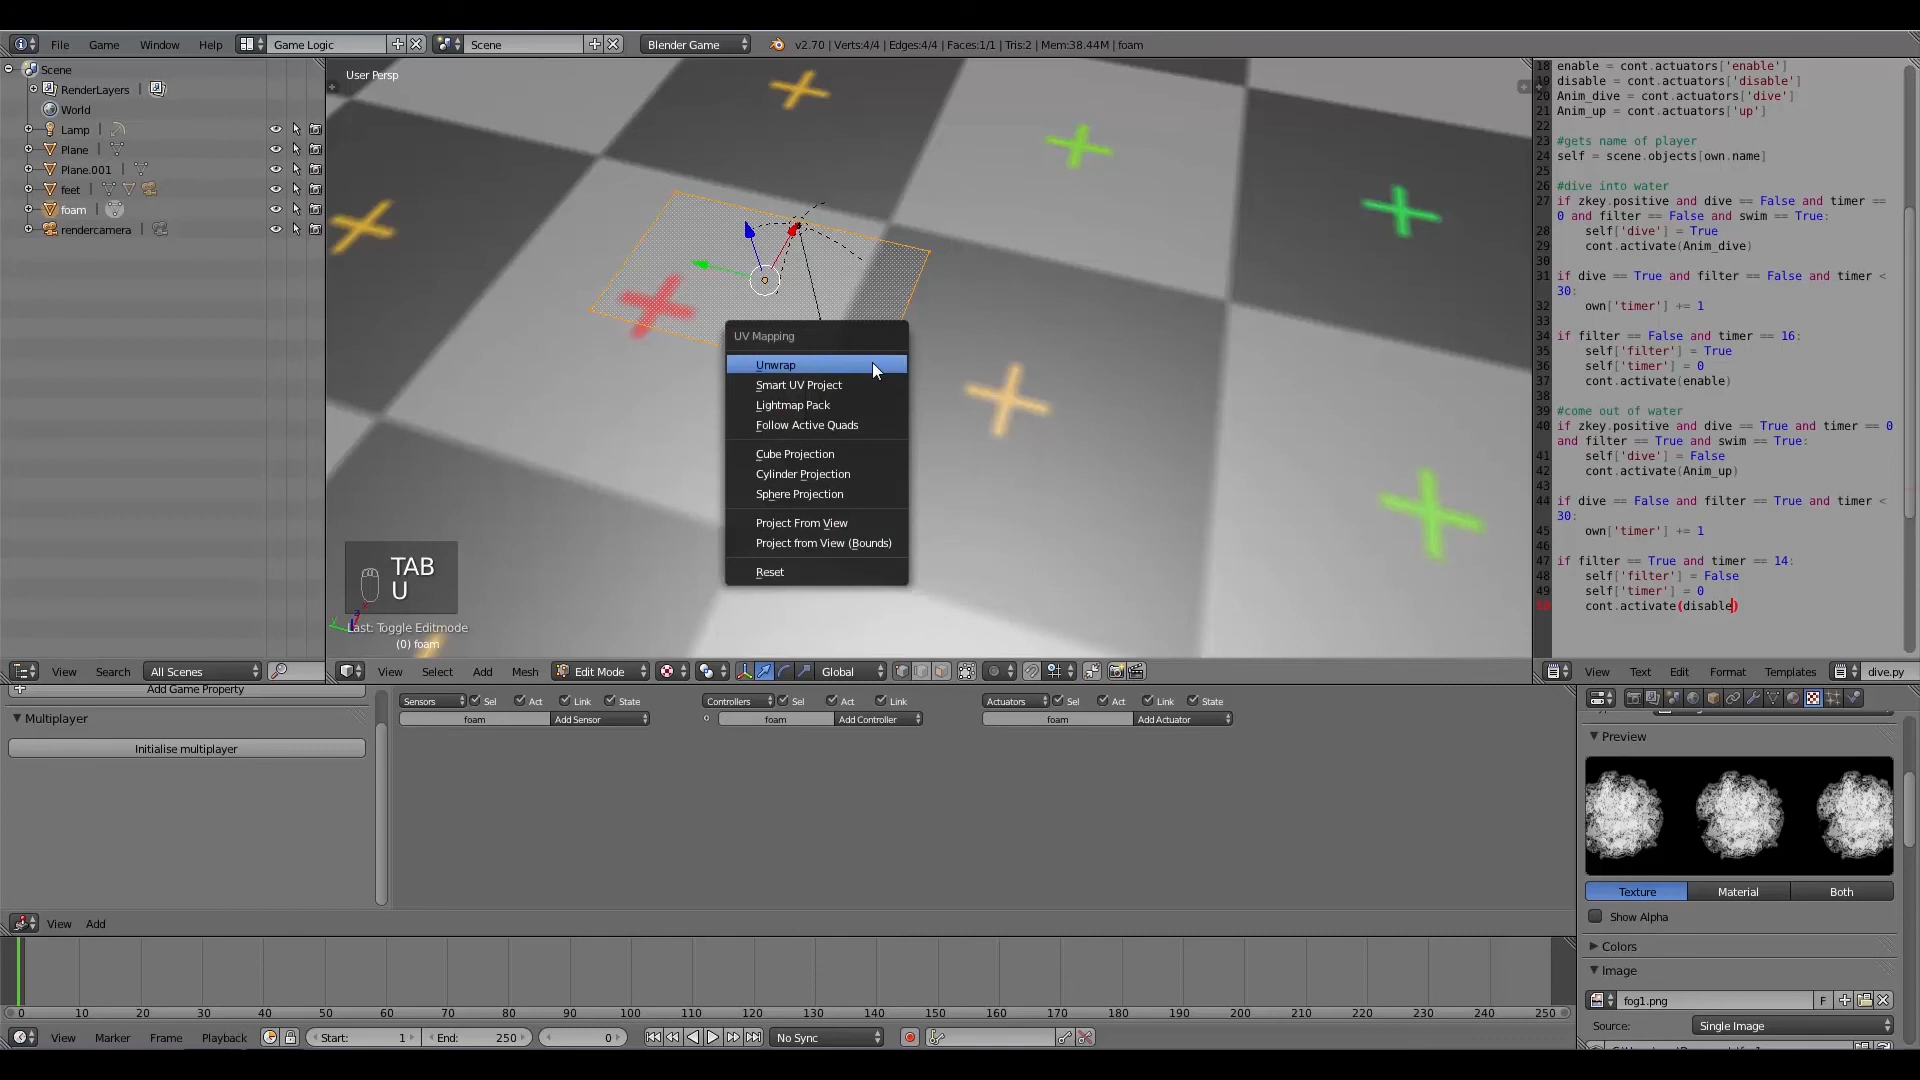 File Game Window Help Game Logic Scene Blender Game v2.70 | Verts:4/4 | Edges:4/4 | Faces:1/1 | Tris:2 | Mem:38.44M | foam
Scene
RenderLayers
World
Lamp
Plane
Plane.001
feet
foam
rendercamera
View Search All Scenes
User Persp
UV Mapping
Unwrap
Smart UV Project
Lightmap Pack
Follow Active Quads
Cube Projection
Cylinder Projection
Sphere Projection
Project From View
Project from View (Bounds)
Reset
TAB
U
Last: Toggle Editmode
(0) foam
View Select Add Mesh Edit Mode Global
18 enable = cont.actuators['enable']
19 disable = cont.actuators['disable']
20 Anim_dive = cont.actuators['dive']
21 Anim_up = cont.actuators['up']
22
23 #gets name of player
24 self = scene.objects[own.name]
26 #dive into water
27 if zkey.positive and dive == False and timer ==
0 and filter == False and swim == True:
28 self['dive'] = True
29 cont.activate(Anim_dive)
30
31 if dive == True and filter == False and timer <
30:
32 own['timer'] += 1
33
34 if filter == False and timer == 16:
35 self['filter'] = True
36 self['timer'] = 0
37 cont.activate(enable)
38
39 #come out of water
40 if zkey.positive and dive == True and timer == 0
and filter == True and swim == True:
41 self['dive'] = False
42 cont.activate(Anim_up)
43
44 if dive == False and filter == True and timer <
30:
45 own['timer'] += 1
46
47 if filter == True and timer == 14:
48 self['filter'] = False
49 self['timer'] = 0
50 cont.activate(disable)
View Text Edit Format Templates dive.py
Add Game Property
Multiplayer
Initialise multiplayer
Sensors Sel Act Link State
foam Add Sensor
Controllers Sel Act Link
foam Add Controller
Actuators Sel Act Link State
foam Add Actuator
View Add
Preview
Texture Material Both
Show Alpha
Colors
Image
fog1.png F
Source: Single Image
0 10 20 30 40 50 60 70 80 90 100 110 120 130 140 150 160 170 180 190 200 210 220 230 240 250
View Marker Frame Playback Start: 1 End: 250 0 No Sync